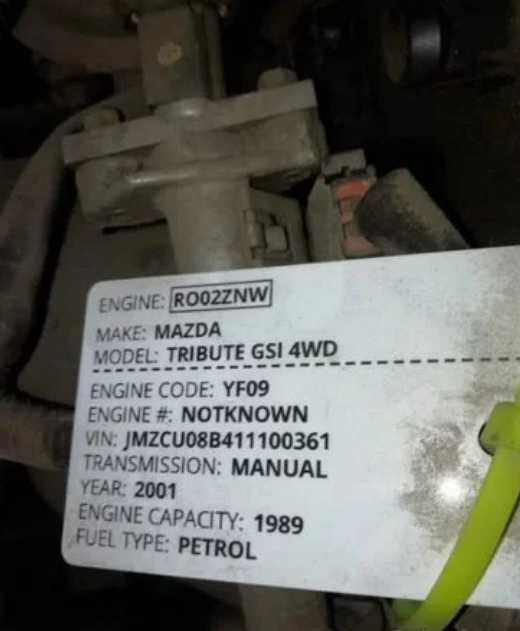 ENGINE: RO02ZNW
MAKE: MAZDA
MODEL: TRIBUTE GSI 4WD
ENGINE CODE: YF09
ENGINE #: NOTKNOWN
VIN: JMZCU08B411100361
TRANSMISSION: MANUAL
YEAR: 2001
ENGINE CAPACITY: 1989
FUEL TYPE: PETROL